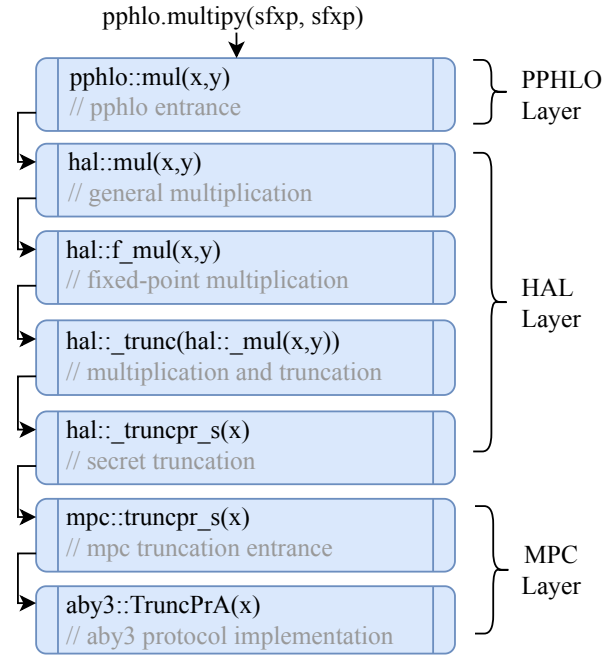 pphlo.multipy(sfxp, sfxp)
pphlo::mul(x,y)
// pphlo entrance
PPHLO
Layer
hal::mul(x,y)
// general multiplication
hal::f_mul(x,y)
// fixed-point multiplication
HAL
Layer
hal::_trunc(hal::_mul(x,y))
// multiplication and truncation
hal::_truncpr_s(x)
// secret truncation
mpc::truncpr_s(x)
// mpc truncation entrance
MPC
Layer
aby3::TruncPrA(x)
// aby3 protocol implementation